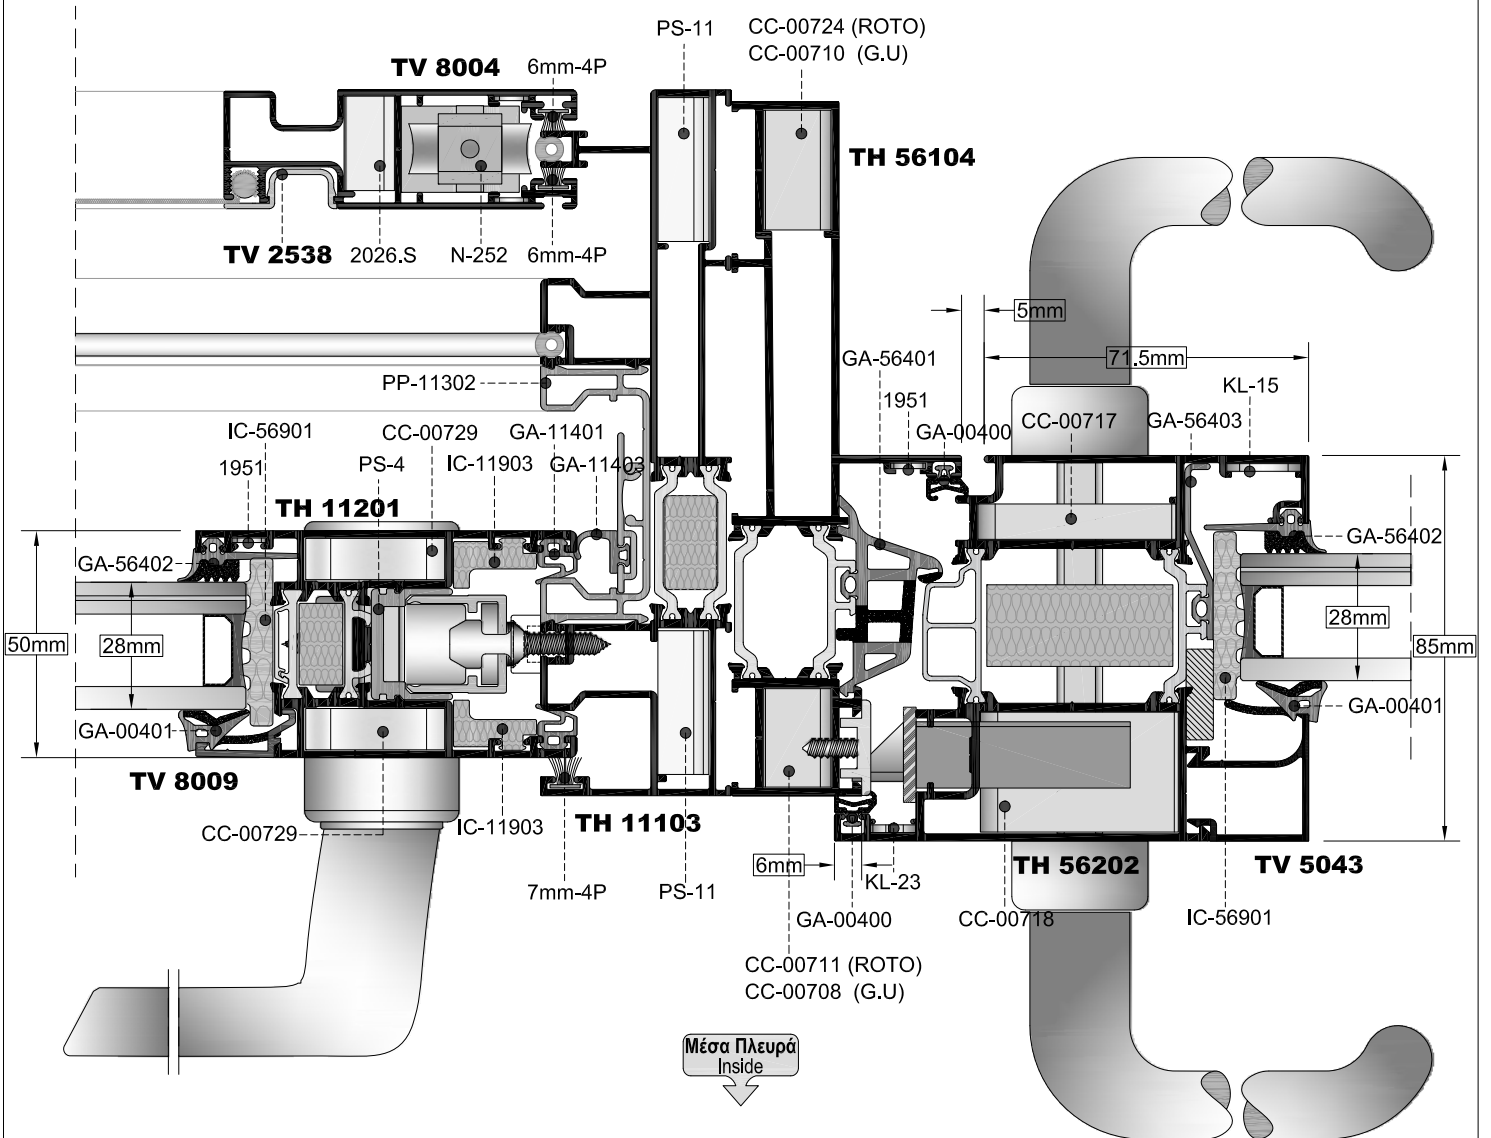 PS-11
CC-00724 (ROTO)
CC-00710 (G.U)
TV 8004
6mm-4P
TH 56104
TV 2538
2026.S
N-252
6mm-4P
5mm
71.5mm
GA-56401
PP-11302
KL-15
1951
IC-56901
CC-00729
GA-11401
GA-00400
CC-00717
GA-56403
1951
PS-4
IC-11903
GA-11403
TH 11201
GA-56402
GA-56402
50mm
28mm
28mm
85mm
GA-00401
GA-00401
TV 8009
CC-00729
IC-11903
TH 11103
6mm
KL-23
TH 56202
TV 5043
7mm-4P
PS-11
GA-00400
CC-00718
IC-56901
CC-00711 (ROTO)
CC-00708 (G.U)
Μέσα Πλευρά
Inside